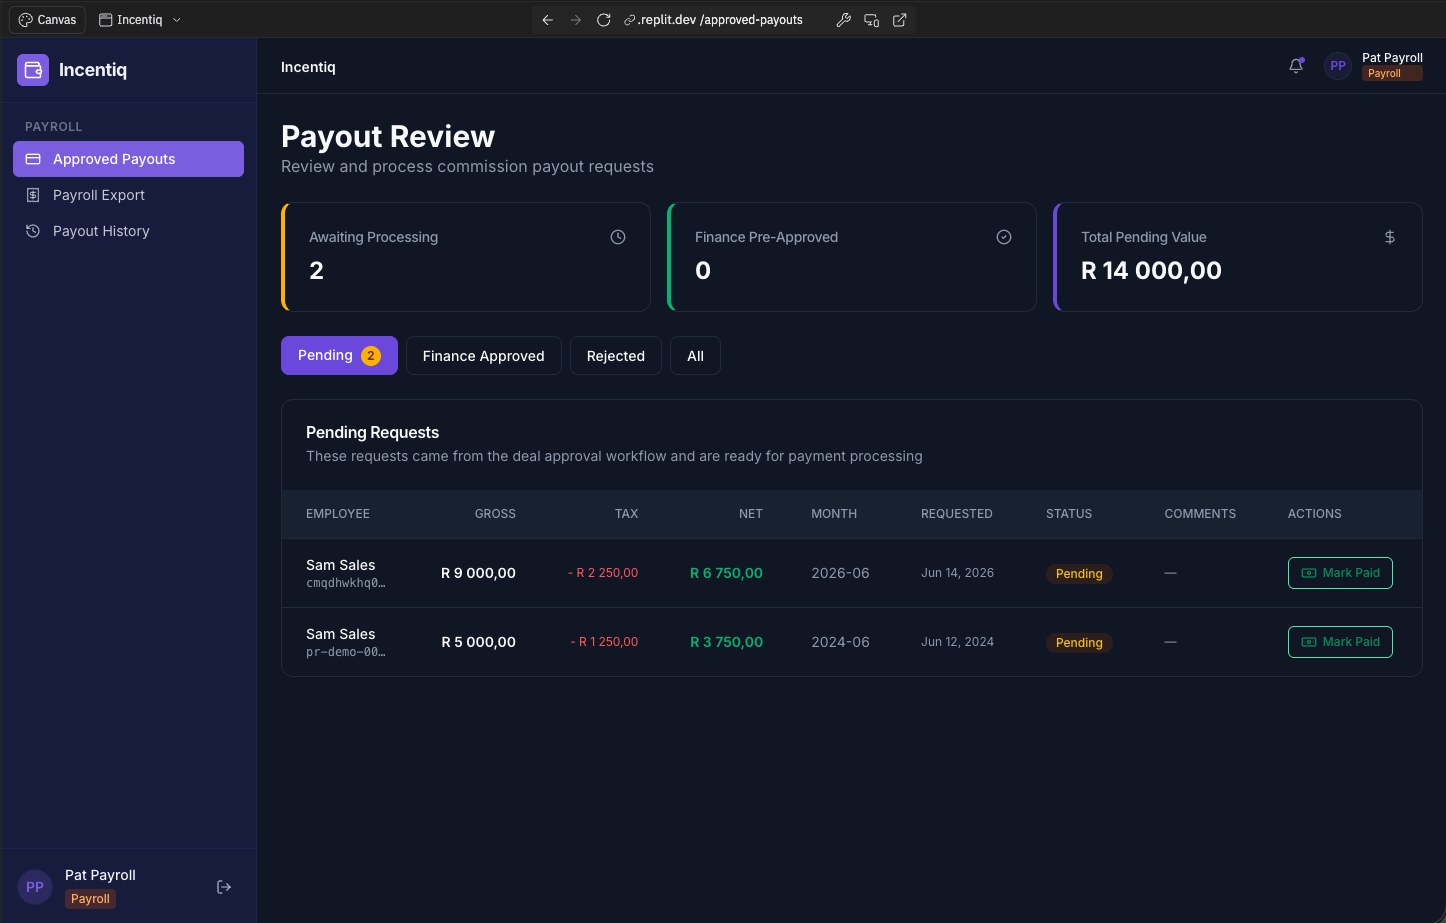 Canvas
Incentiq
.replit.dev /approved-payouts
Incentiq
Incentiq
PP
Pat Payroll
Payroll
PAYROLL
Approved Payouts
Payroll Export
Payout History
Payout Review
Review and process commission payout requests
Awaiting Processing
2
Finance Pre-Approved
0
Total Pending Value
R 14 000,00
Pending 2
Finance Approved
Rejected
All
Pending Requests
These requests came from the deal approval workflow and are ready for payment processing
EMPLOYEE GROSS TAX NET MONTH REQUESTED STATUS COMMENTS ACTIONS
Sam Sales
cmqdhwkhq0…
R 9 000,00 - R 2 250,00 R 6 750,00 2026-06 Jun 14, 2026 Pending — Mark Paid
Sam Sales
pr-demo-00…
R 5 000,00 - R 1 250,00 R 3 750,00 2024-06 Jun 12, 2024 Pending — Mark Paid
PP
Pat Payroll
Payroll